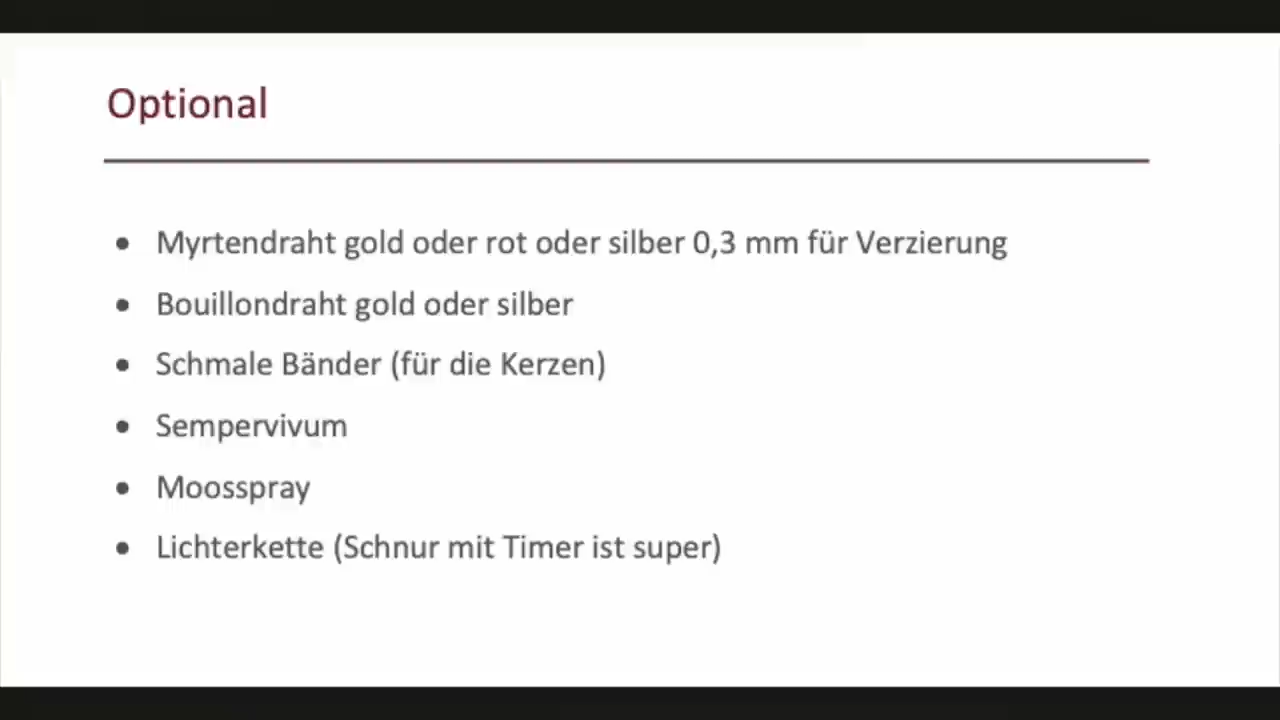 Optional
• Myrtendraht gold oder rot oder silber 0,3 mm für Verzierung
• Bouillondraht gold oder silber
• Schmale Bänder (für die Kerzen)
• Sempervivum
• Moosspray
• Lichterkette (Schnur mit Timer ist super)